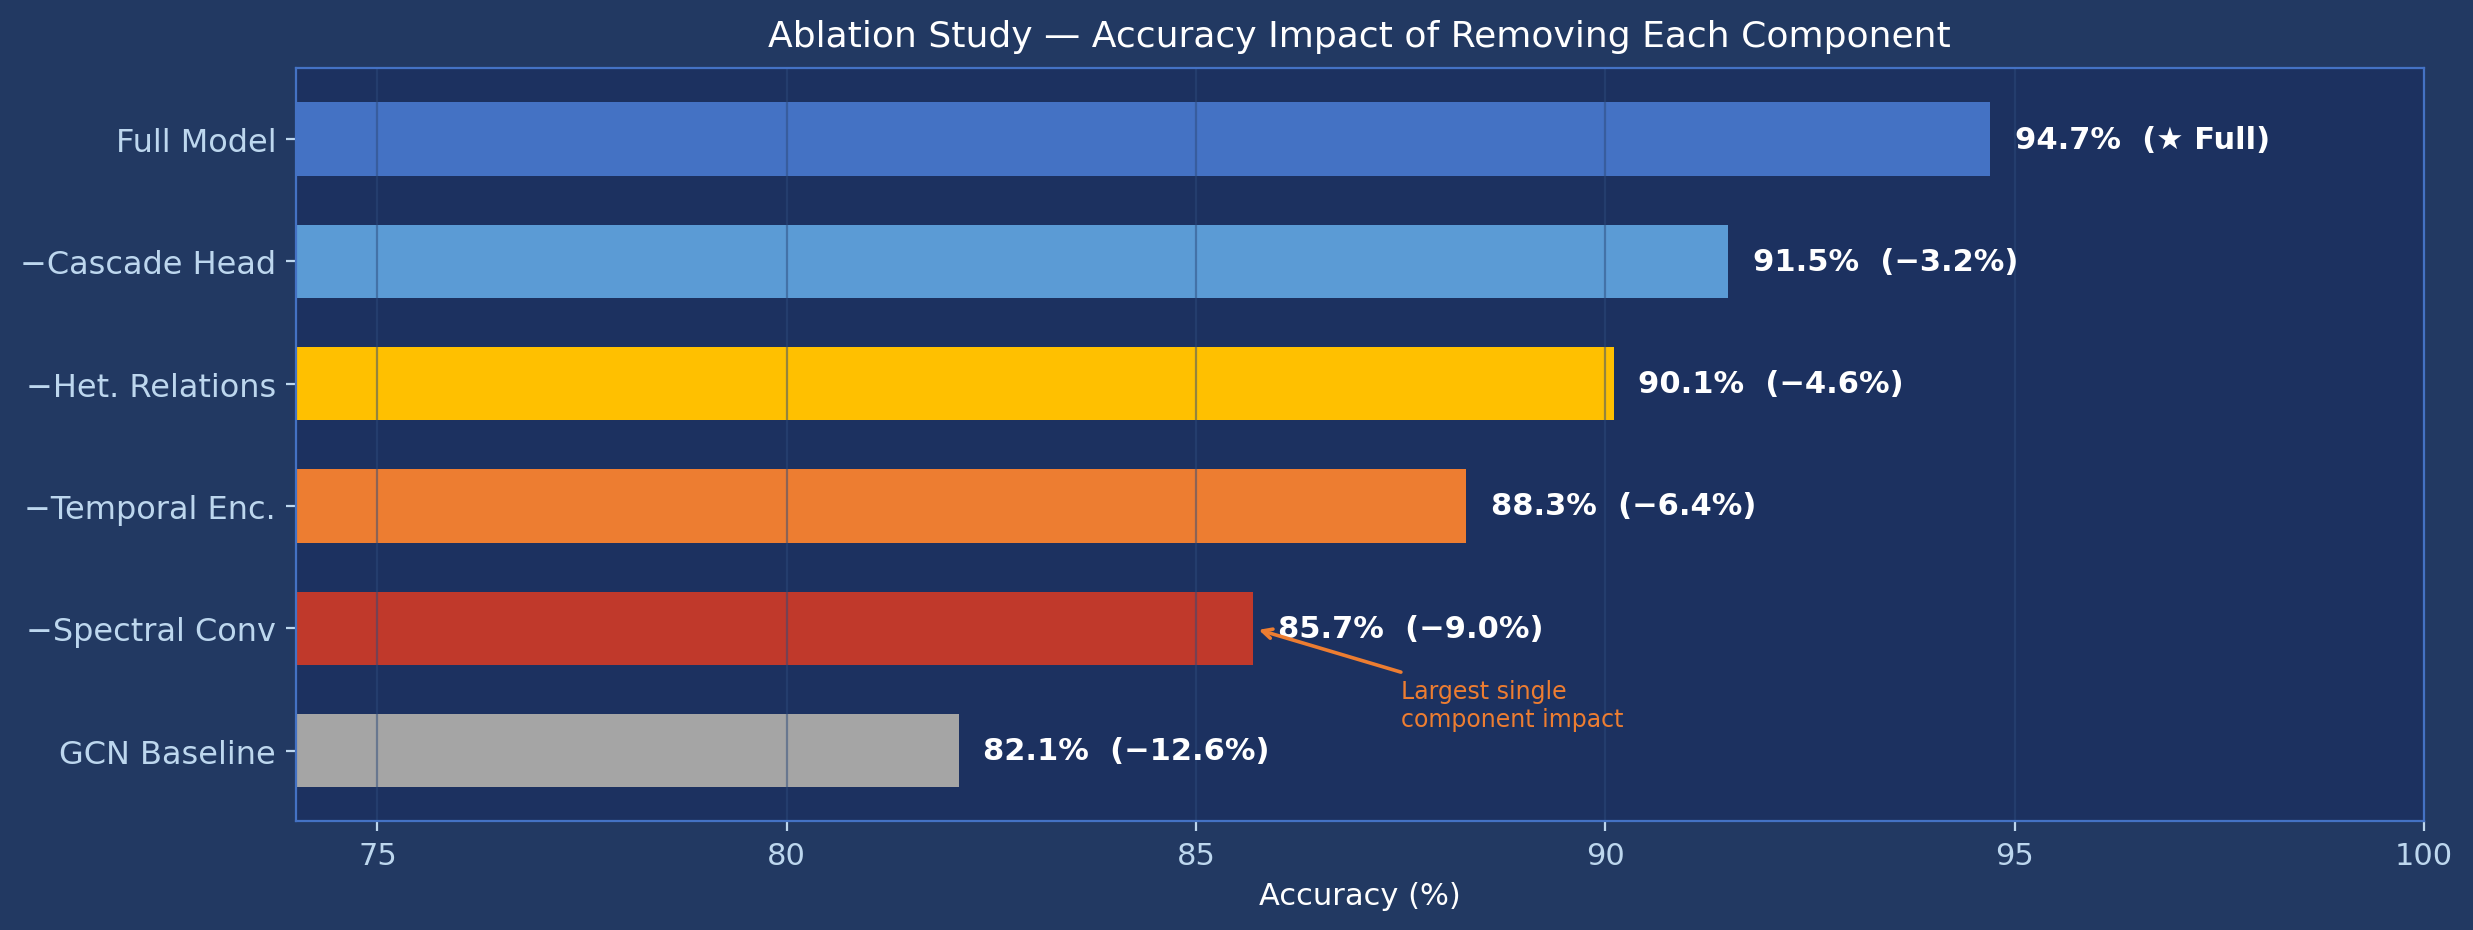 Ablation Study — Accuracy Impact of Removing Each Component
Full Model
94.7%  (★ Full)
−Cascade Head
91.5%  (−3.2%)
−Het. Relations
90.1%  (−4.6%)
−Temporal Enc.
88.3%  (−6.4%)
−Spectral Conv
85.7%  (−9.0%)
Largest single
component impact
GCN Baseline
82.1%  (−12.6%)
75 80 85 90 95 100
Accuracy (%)